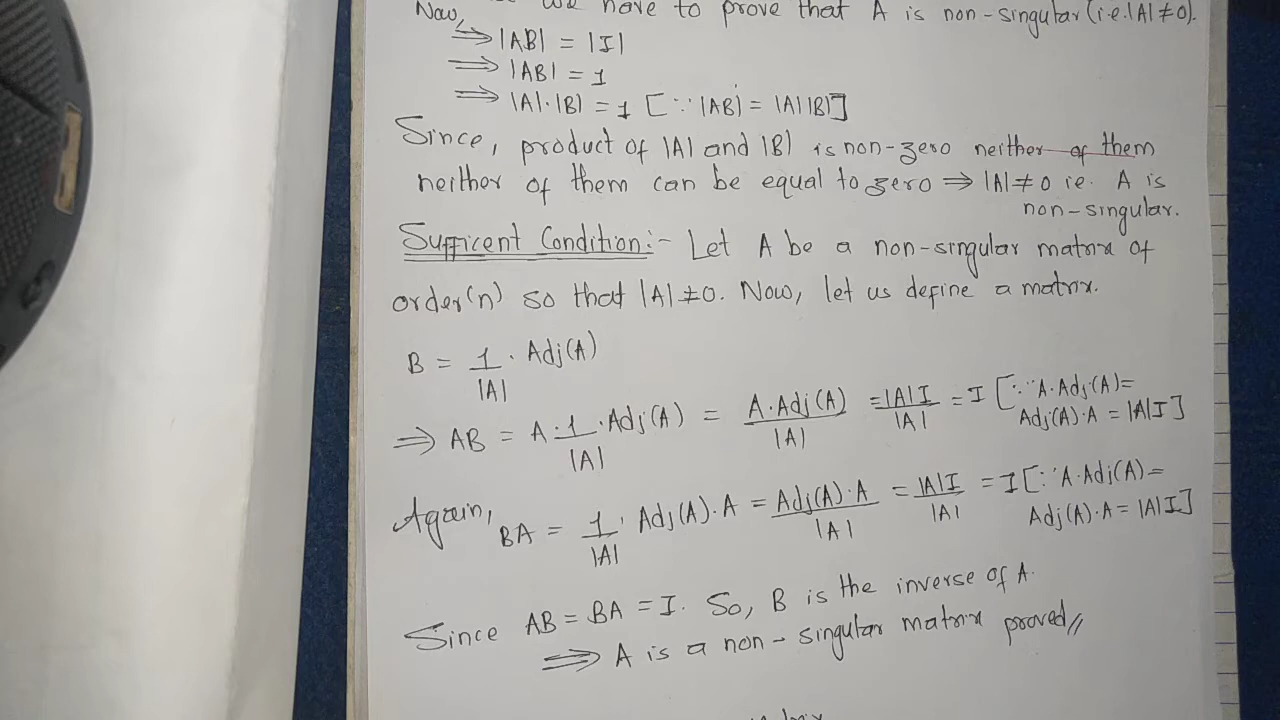 Now, we have to prove that A is non-singular (i.e. |A| ≠ 0).
⇒ |AB| = |I|
⇒ |AB| = 1
⇒ |A|·|B| = 1 [∵ |AB| = |A||B|]
Since, product of |A| and |B| is non-zero neither of them
neither of them can be equal to zero ⇒ |A| ≠ 0 ie. A is
non-singular.
Sufficent Condition:- Let A be a non-singular matrix of
order(n) so that |A| ≠ 0. Now, let us define a matrix.
B = 1/|A| · Adj(A)
⇒ AB = A·1/|A|·Adj(A) = A·Adj(A)/|A| = |A|I/|A| = I [∵ A·Adj(A) =
Adj(A)·A = |A|I]
Again, BA = 1/|A| · Adj(A)·A = Adj(A)·A/|A| = |A|I/|A| = I [∵ A·Adj(A) =
Adj(A)·A = |A|I]
Since AB = BA = I. So, B is the inverse of A.
⇒ A is a non-singular matrix proved //